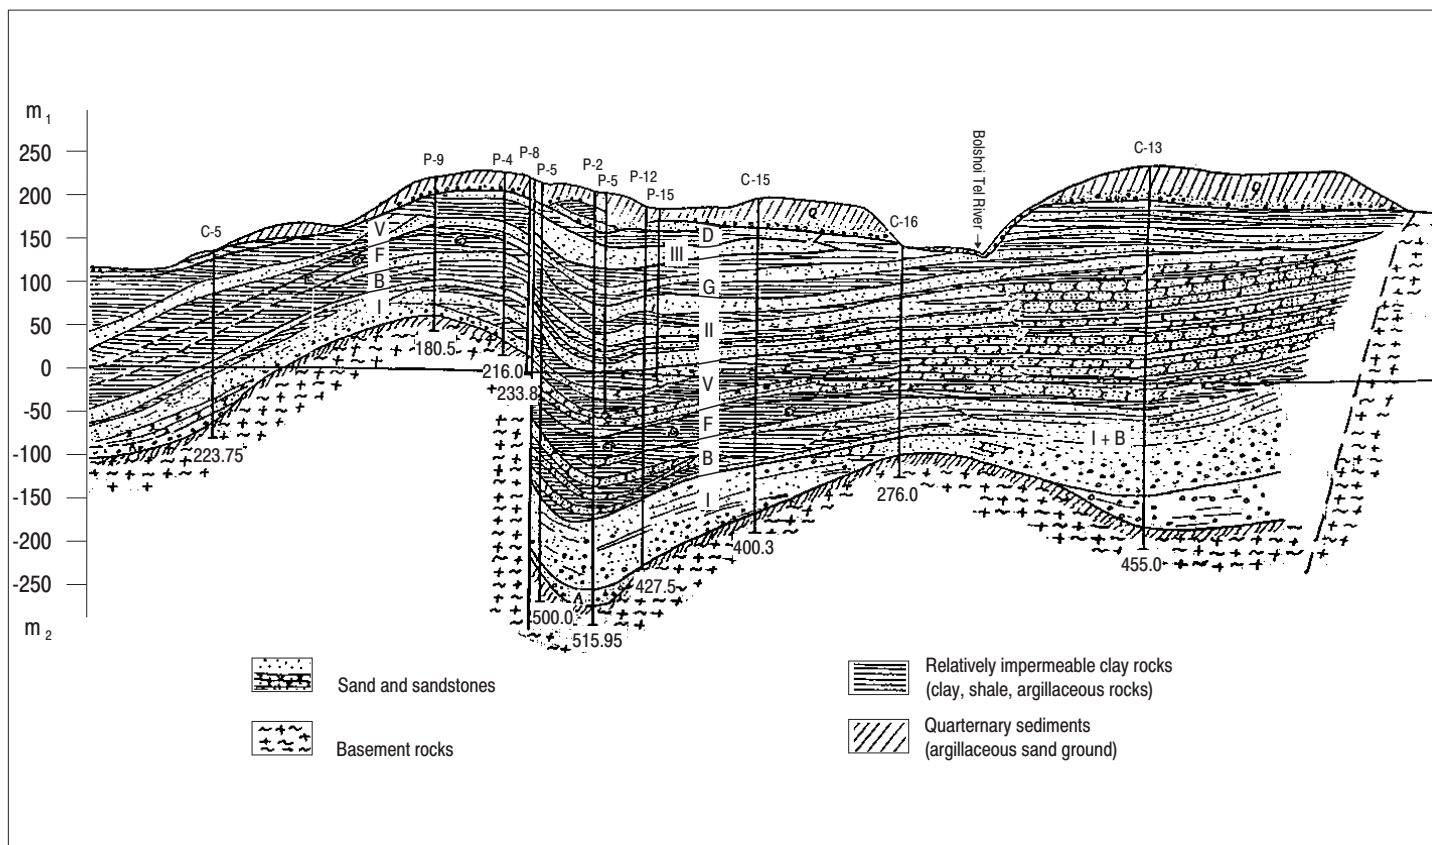 m 1
250
200
150
100
50
0
-50
-100
-150
-200
-250
m 2
C-5
P-9
P-4
P-8
P-5
P-2
P-5
P-12
P-15
C-15
C-16
Bolshoi Tel River
C-13
V
F
B
I
D
III
G
II
V
F
B
I
I + B
Q
223.75
180.5
216.0
233.8
500.0
515.95
427.5
400.3
276.0
455.0
Sand and sandstones
Basement rocks
Relatively impermeable clay rocks
(clay, shale, argillaceous rocks)
Quarternary sediments
(argillaceous sand ground)